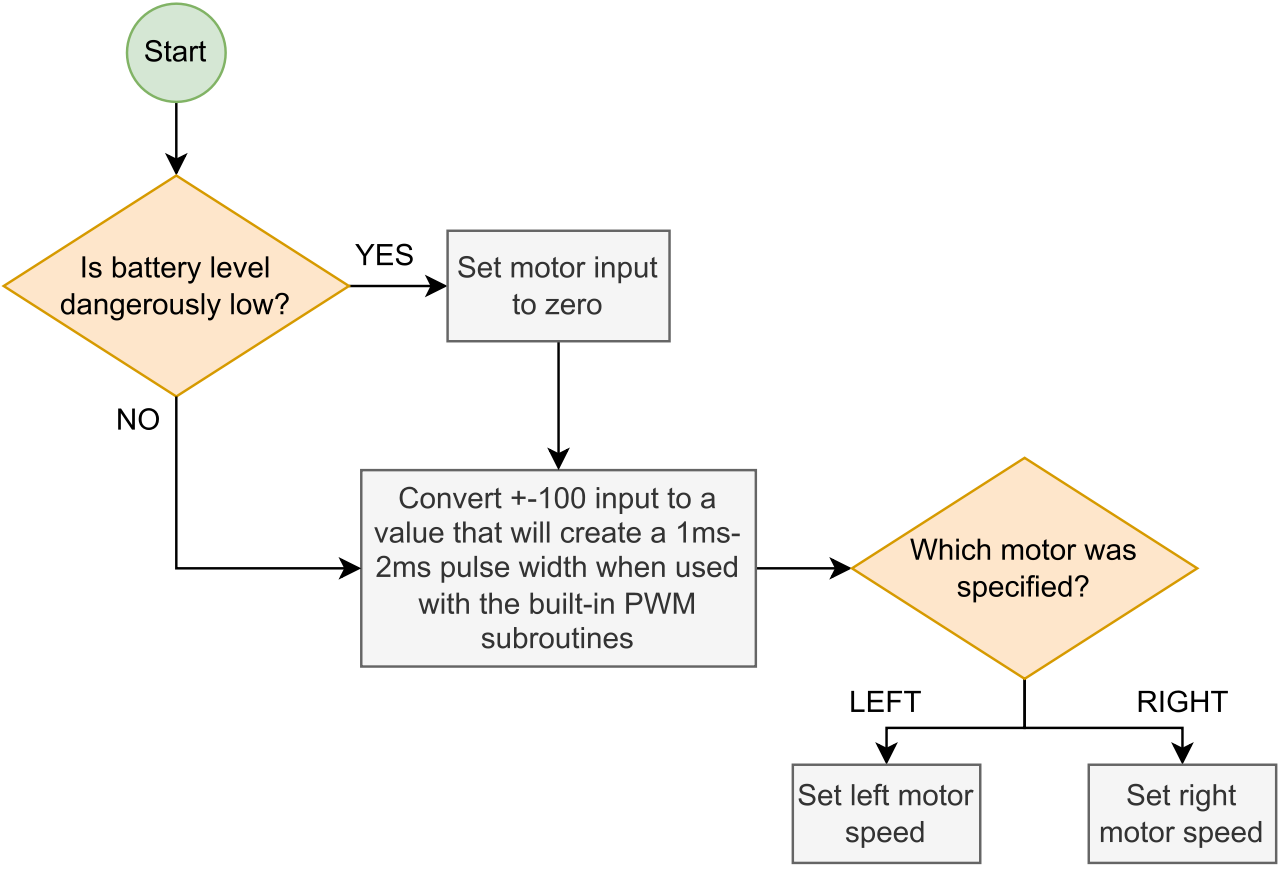 Start
Is battery level
dangerously low?
YES
Set motor input
to zero
NO
Convert +-100 input to a
value that will create a 1ms-
2ms pulse width when used
with the built-in PWM
subroutines
Which motor was
specified?
LEFT
RIGHT
Set left motor
speed
Set right
motor speed